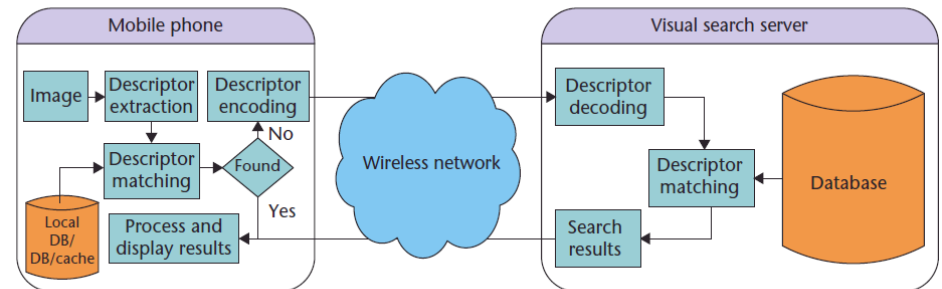 Mobile phone
Visual search server
Image
Descriptor
extraction
Descriptor
encoding
No
Descriptor
matching
Found
Yes
Local
DB/
DB/cache
Process and
display results
Wireless network
Descriptor
decoding
Descriptor
matching
Database
Search
results